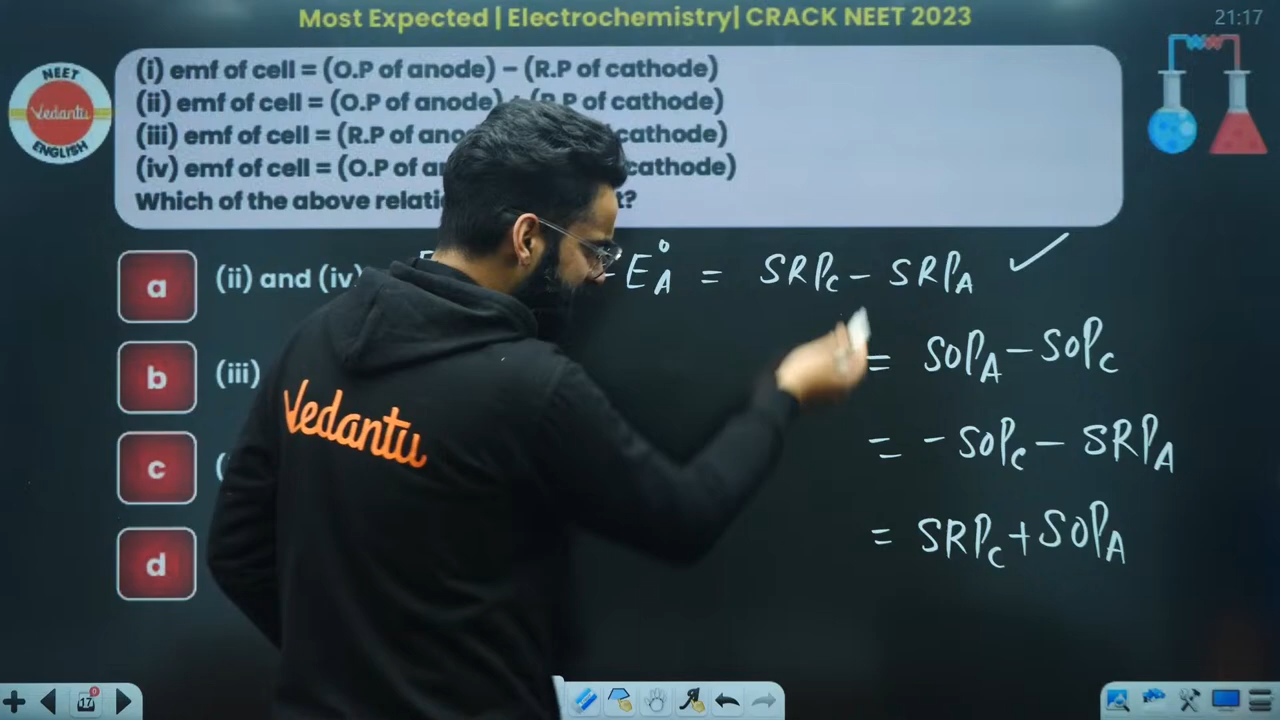 Most Expected | Electrochemistry| CRACK NEET 2023
21:17
NEET
Vedantu
ENGLISH
(i) emf of cell = (O.P of anode) − (R.P of cathode)
(ii) emf of cell = (O.P of anode) (R.P of cathode)
(iii) emf of cell = (R.P of cathode)
(iv) emf of cell = (O.P of cathode)
Which of the above
a (ii) and (iv)
- E°A = SRPc - SRPA
b (iii)
= SOPA - SOPc
c
= - SOPc - SRPA
d
= SRPc + SOPA
Vedantu
17